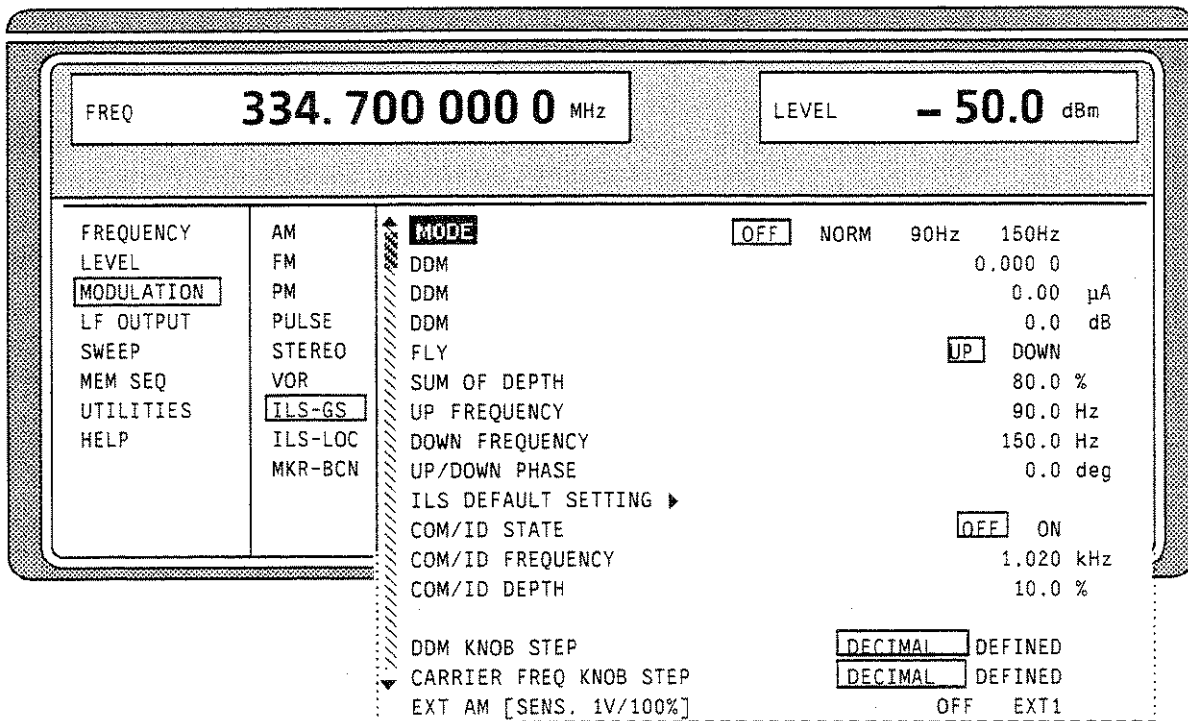 FREQ 334. 700 000 0 MHz LEVEL – 50.0 dBm
FREQUENCY AM MODE OFF NORM 90Hz 150Hz
LEVEL FM DDM 0.000 0
MODULATION PM DDM 0.00 µA
LF OUTPUT PULSE DDM 0.0 dB
SWEEP STEREO FLY UP DOWN
MEM SEQ VOR SUM OF DEPTH 80.0 %
UTILITIES ILS-GS UP FREQUENCY 90.0 Hz
HELP ILS-LOC DOWN FREQUENCY 150.0 Hz
MKR-BCN UP/DOWN PHASE 0.0 deg
ILS DEFAULT SETTING ▶
COM/ID STATE OFF ON
COM/ID FREQUENCY 1.020 kHz
COM/ID DEPTH 10.0 %
DDM KNOB STEP DECIMAL DEFINED
CARRIER FREQ KNOB STEP DECIMAL DEFINED
EXT AM [SENS. 1V/100%] OFF EXT1